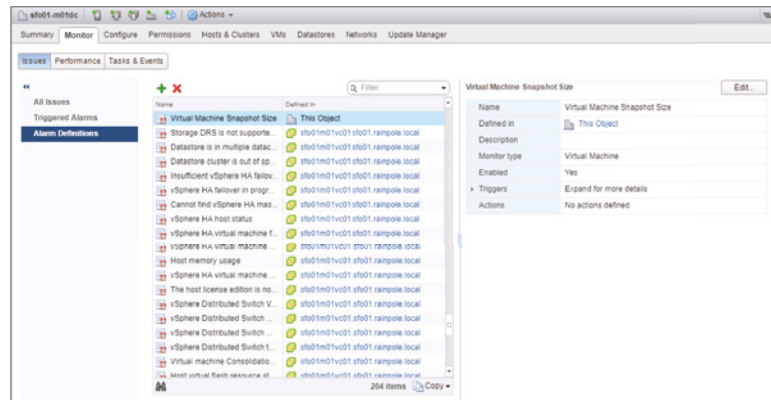 sfo01-m01dc Actions
Summary Monitor Configure Permissions Hosts & Clusters VMs Datastores Networks Update Manager
Issues Performance Tasks & Events
All Issues
Triggered Alarms
Alarm Definitions
Filter
Name Defined In
Virtual Machine Snapshot Size This Object
Storage DRS is not supporte... sfo01m01vc01.sfo01.rainpole.local
Datastore is in multiple datac... sfo01m01vc01.sfo01.rainpole.local
Datastore cluster is out of sp... sfo01m01vc01.sfo01.rainpole.local
Insufficient vSphere HA failov... sfo01m01vc01.sfo01.rainpole.local
vSphere HA failover in progr... sfo01m01vc01.sfo01.rainpole.local
Cannot find vSphere HA mas... sfo01m01vc01.sfo01.rainpole.local
vSphere HA host status sfo01m01vc01.sfo01.rainpole.local
vSphere HA virtual machine f... sfo01m01vc01.sfo01.rainpole.local
vSphere HA virtual machine ... sfo01m01vc01.sfo01.rainpole.local
Host memory usage sfo01m01vc01.sfo01.rainpole.local
vSphere HA virtual machine ... sfo01m01vc01.sfo01.rainpole.local
The host license edition is no... sfo01m01vc01.sfo01.rainpole.local
vSphere Distributed Switch V... sfo01m01vc01.sfo01.rainpole.local
vSphere Distributed Switch ... sfo01m01vc01.sfo01.rainpole.local
vSphere Distributed Switch ... sfo01m01vc01.sfo01.rainpole.local
vSphere Distributed Switch t... sfo01m01vc01.sfo01.rainpole.local
Virtual machine Consolidatio... sfo01m01vc01.sfo01.rainpole.local
Host virtual flash resource st... sfo01m01vc01.sfo01.rainpole.local
204 items Copy
Virtual Machine Snapshot Size Edit...
Name Virtual Machine Snapshot Size
Defined in This Object
Description
Monitor type Virtual Machine
Enabled Yes
Triggers Expand for more details
Actions No actions defined